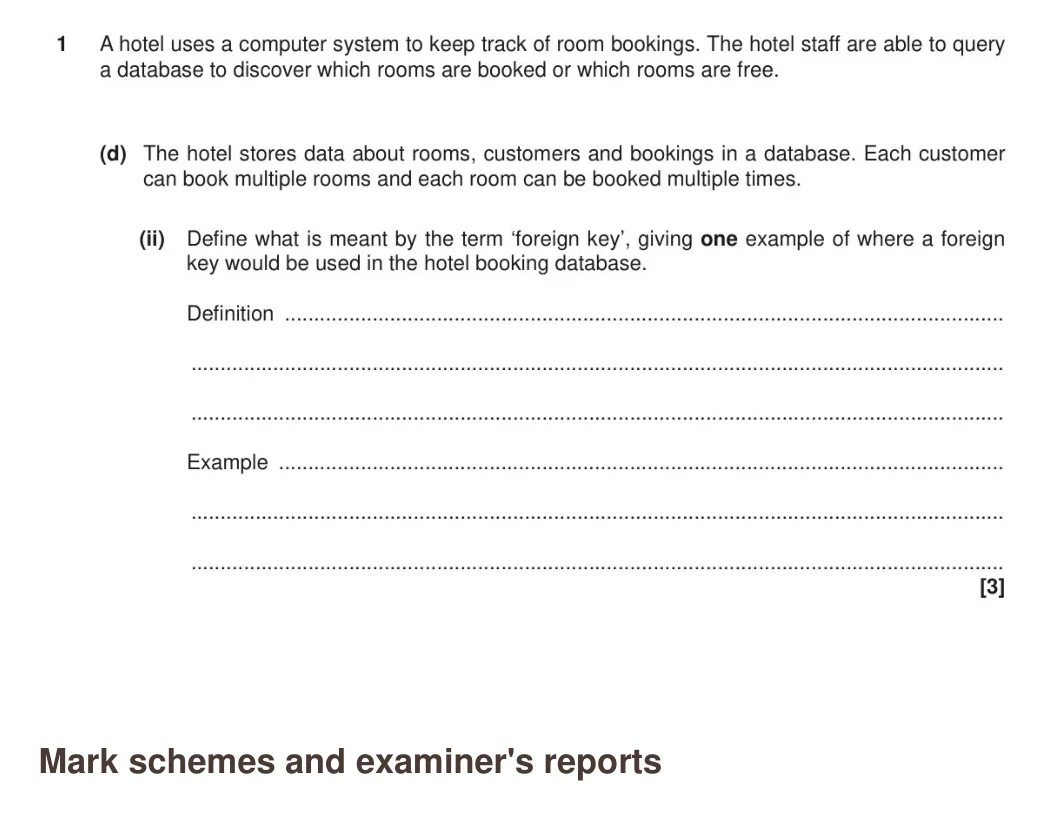 1 A hotel uses a computer system to keep track of room bookings. The hotel staff are able to query
a database to discover which rooms are booked or which rooms are free.
(d) The hotel stores data about rooms, customers and bookings in a database. Each customer
can book multiple rooms and each room can be booked multiple times.
(ii) Define what is meant by the term ‘foreign key’, giving one example of where a foreign
key would be used in the hotel booking database.
Definition ...........................................................................................................................
...........................................................................................................................................
...........................................................................................................................................
Example ............................................................................................................................
...........................................................................................................................................
...........................................................................................................................................
[3]
Mark schemes and examiner's reports